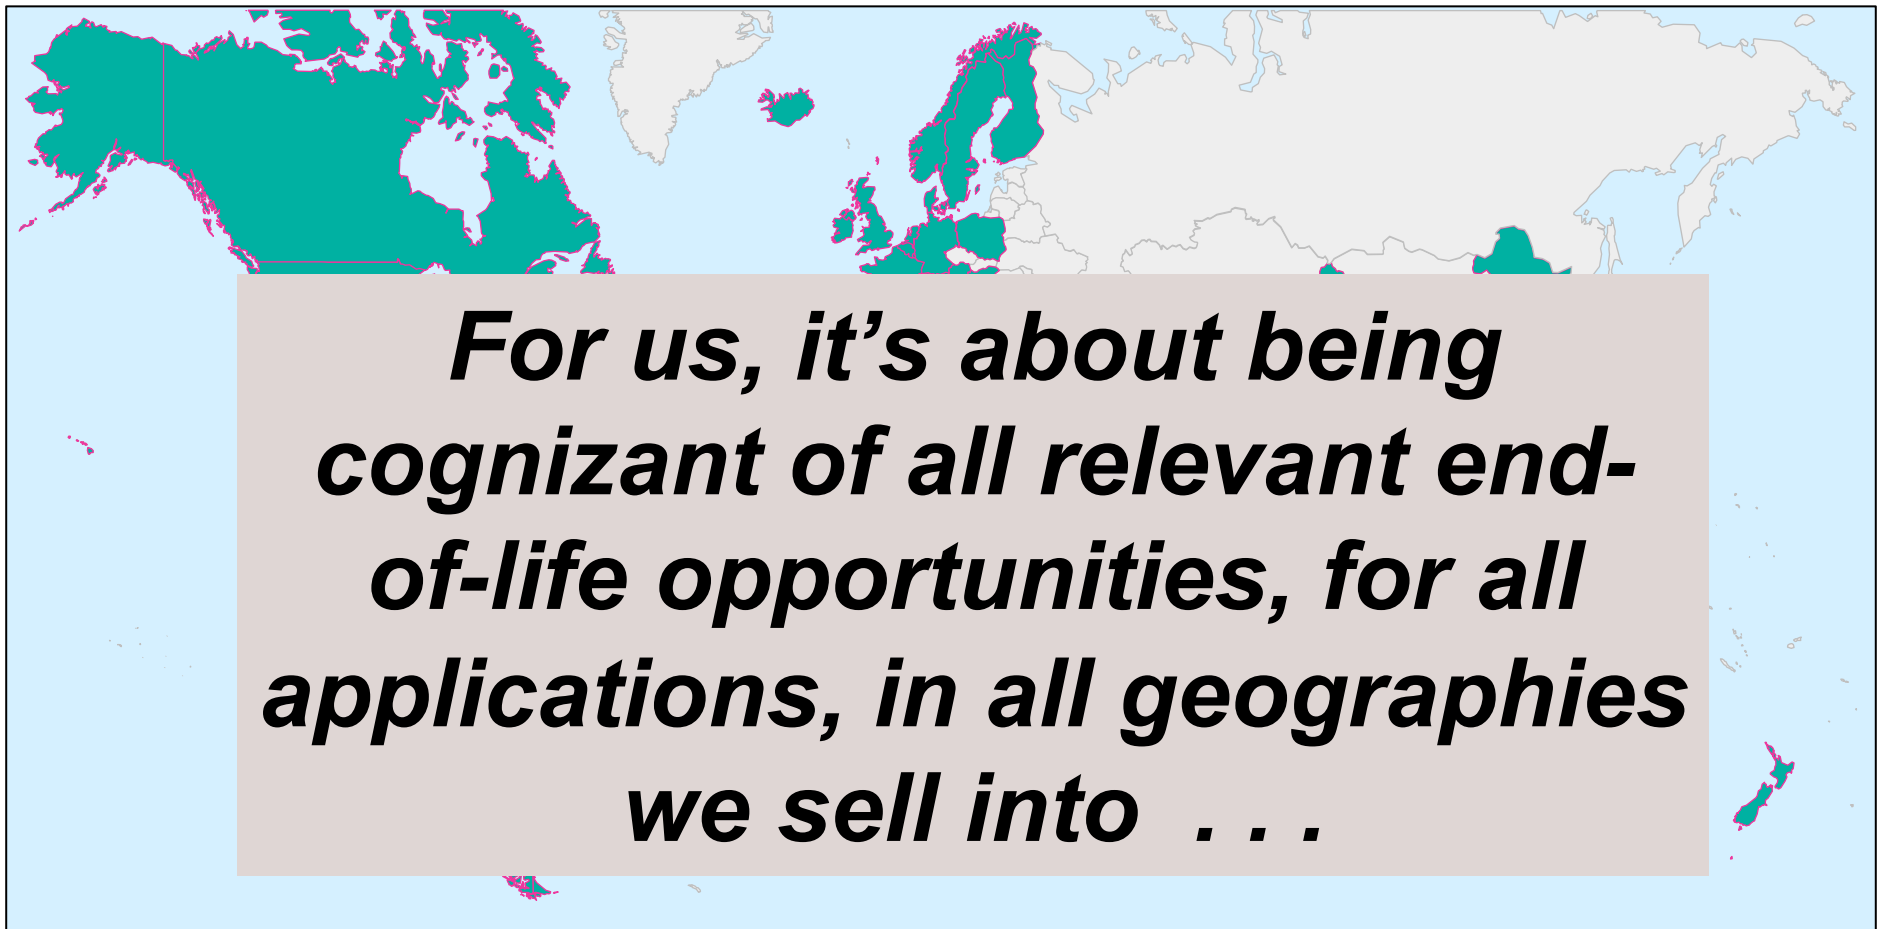 For us, it’s about being
cognizant of all relevant end-
of-life opportunities, for all
applications, in all geographies
we sell into  . . .